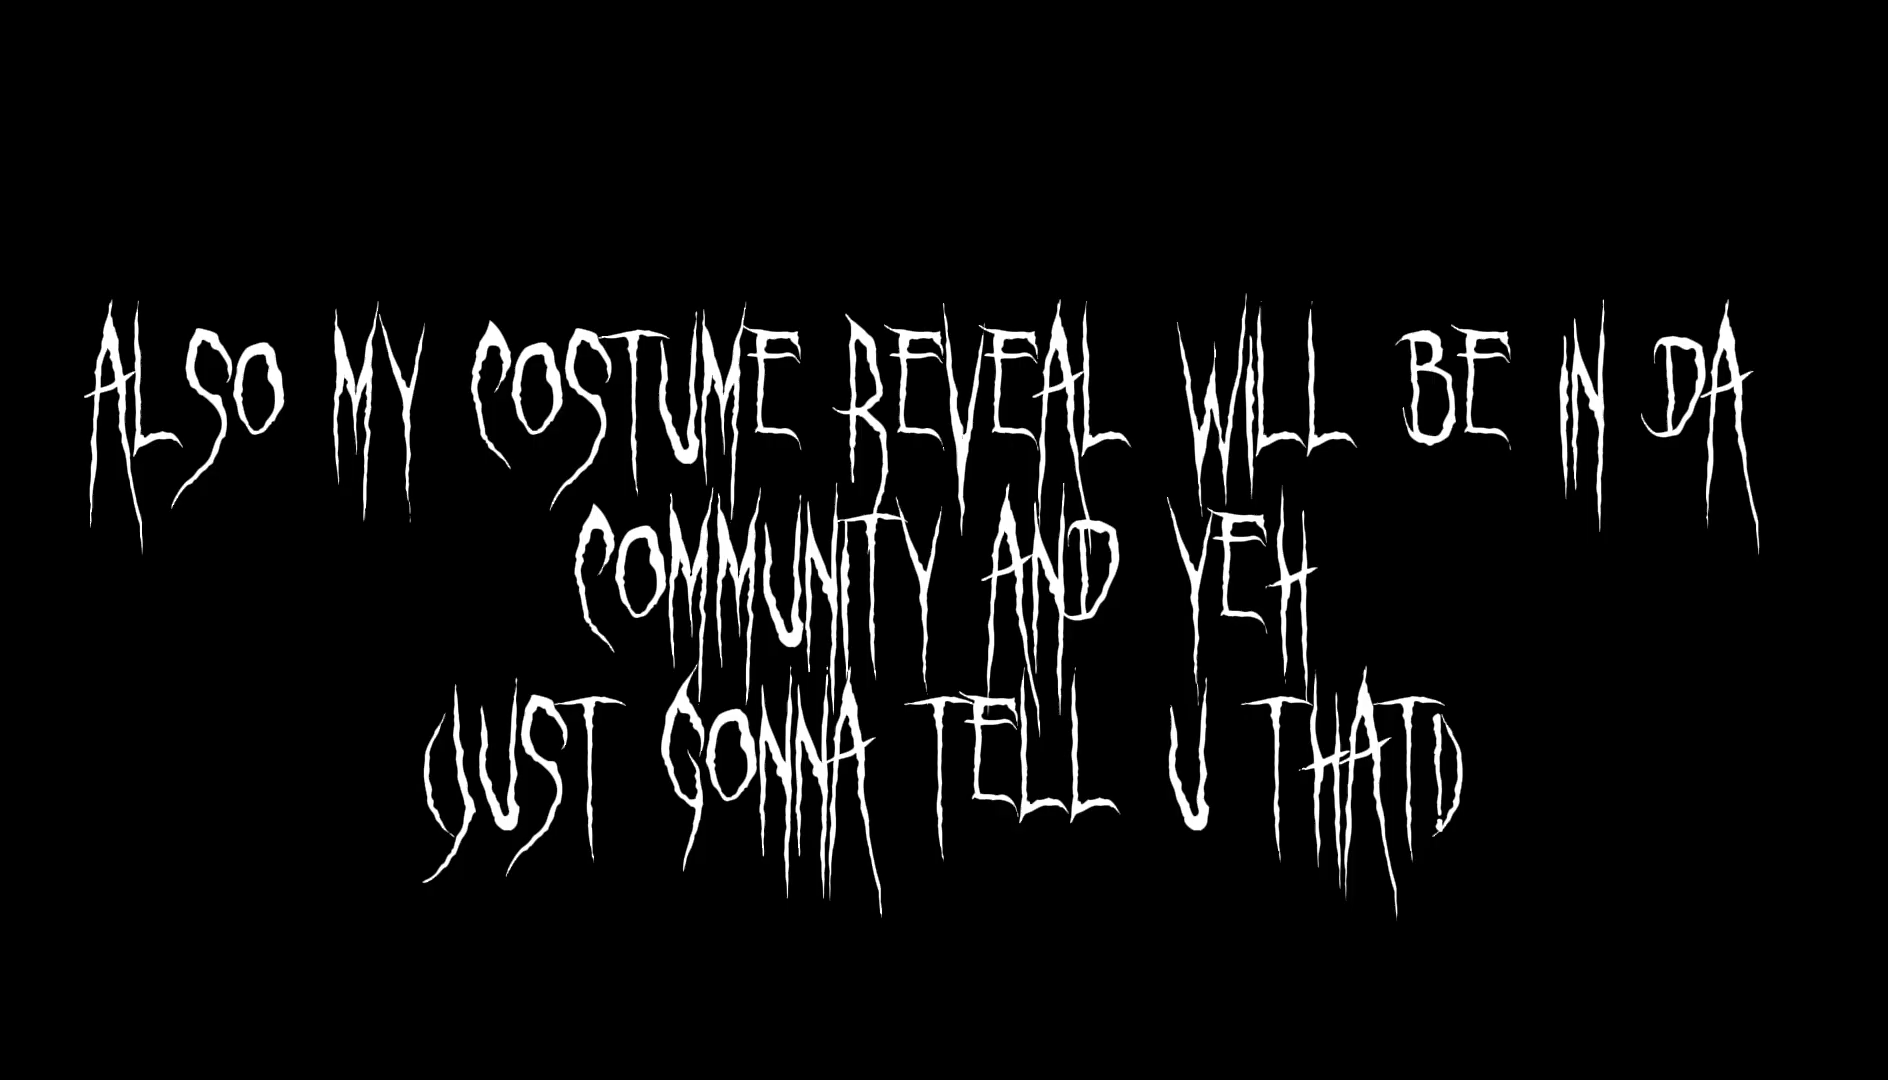 ALSO MY COSTUME REVEAL WILL BE IN DA
COMMUNITY AND YEH
(JUST GONNA TELL U THAT!)